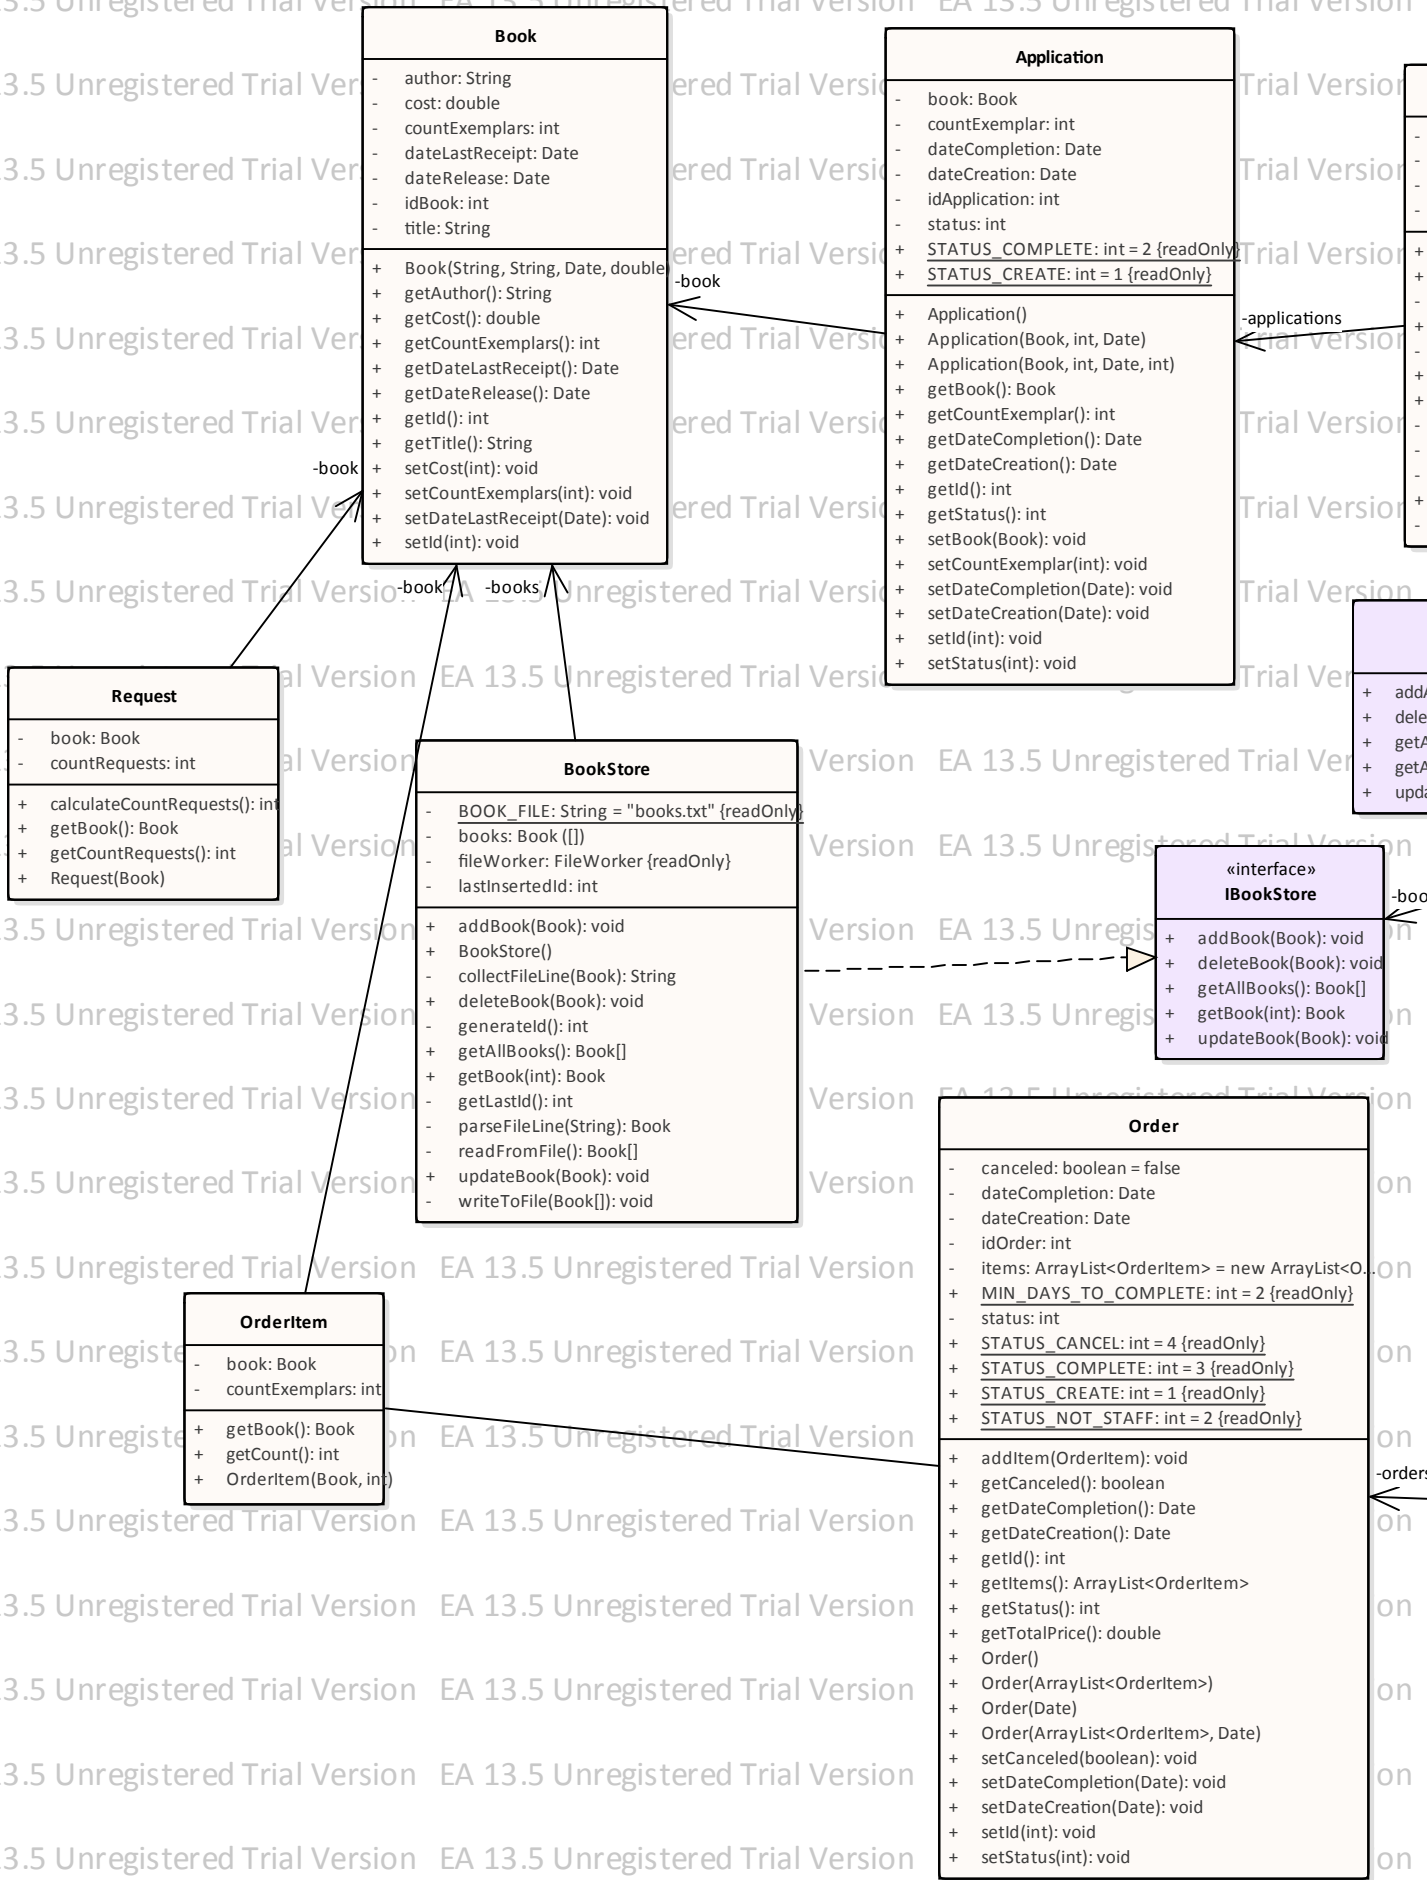 Book
- author: String
- cost: double
- countExemplars: int
- dateLastReceipt: Date
- dateRelease: Date
- idBook: int
- title: String
+ Book(String, String, Date, double)
+ getAuthor(): String
+ getCost(): double
+ getCountExemplars(): int
+ getDateLastReceipt(): Date
+ getDateRelease(): Date
+ getId(): int
+ getTitle(): String
+ setCost(int): void
+ setCountExemplars(int): void
+ setDateLastReceipt(Date): void
+ setId(int): void
Application
- book: Book
- countExemplar: int
- dateCompletion: Date
- dateCreation: Date
- idApplication: int
- status: int
+ STATUS_COMPLETE: int = 2 {readOnly}
+ STATUS_CREATE: int = 1 {readOnly}
+ Application()
+ Application(Book, int, Date)
+ Application(Book, int, Date, int)
+ getBook(): Book
+ getCountExemplar(): int
+ getDateCompletion(): Date
+ getDateCreation(): Date
+ getId(): int
+ getStatus(): int
+ setBook(Book): void
+ setCountExemplar(int): void
+ setDateCompletion(Date): void
+ setDateCreation(Date): void
+ setId(int): void
+ setStatus(int): void
-book
-applications
-book
-book
-books
Request
- book: Book
- countRequests: int
+ calculateCountRequests(): int
+ getBook(): Book
+ getCountRequests(): int
+ Request(Book)
BookStore
- BOOK_FILE: String = "books.txt" {readOnly}
- books: Book ([])
- fileWorker: FileWorker {readOnly}
- lastInsertedId: int
+ addBook(Book): void
+ BookStore()
- collectFileLine(Book): String
+ deleteBook(Book): void
- generateId(): int
+ getAllBooks(): Book[]
+ getBook(int): Book
- getLastId(): int
- parseFileLine(String): Book
- readFromFile(): Book[]
+ updateBook(Book): void
- writeToFile(Book[]): void
«interface»
IBookStore
+ addBook(Book): void
+ deleteBook(Book): void
+ getAllBooks(): Book[]
+ getBook(int): Book
+ updateBook(Book): void
OrderItem
- book: Book
- countExemplars: int
+ getBook(): Book
+ getCount(): int
+ OrderItem(Book, int)
Order
- canceled: boolean = false
- dateCompletion: Date
- dateCreation: Date
- idOrder: int
- items: ArrayList<OrderItem> = new ArrayList<O...
+ MIN_DAYS_TO_COMPLETE: int = 2 {readOnly}
- status: int
+ STATUS_CANCEL: int = 4 {readOnly}
+ STATUS_COMPLETE: int = 3 {readOnly}
+ STATUS_CREATE: int = 1 {readOnly}
+ STATUS_NOT_STAFF: int = 2 {readOnly}
+ addItem(OrderItem): void
+ getCanceled(): boolean
+ getDateCompletion(): Date
+ getDateCreation(): Date
+ getId(): int
+ getItems(): ArrayList<OrderItem>
+ getStatus(): int
+ getTotalPrice(): double
+ Order()
+ Order(ArrayList<OrderItem>)
+ Order(Date)
+ Order(ArrayList<OrderItem>, Date)
+ setCanceled(boolean): void
+ setDateCompletion(Date): void
+ setDateCreation(Date): void
+ setId(int): void
+ setStatus(int): void
-orders
EA 13.5 Unregistered Trial Version